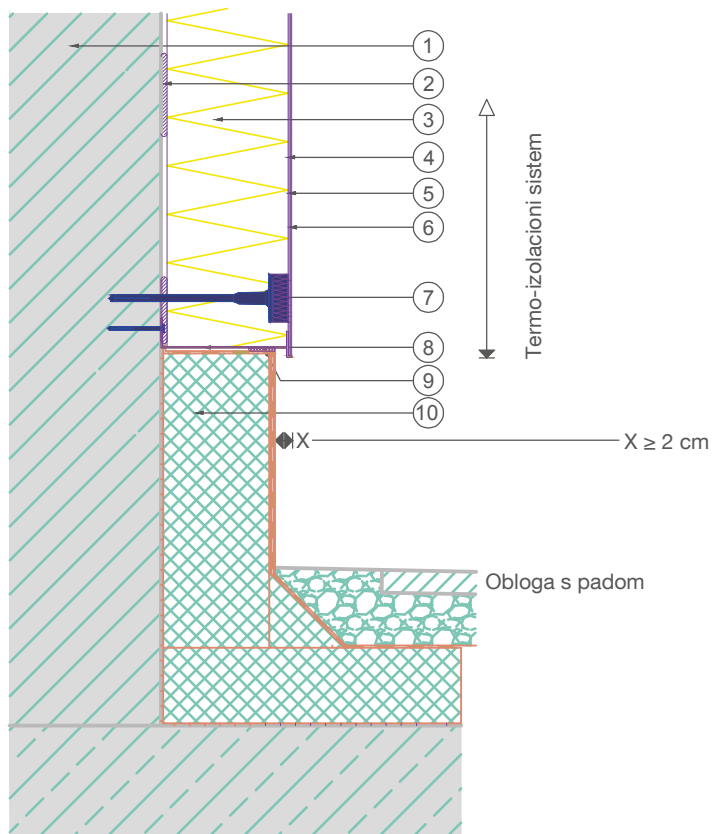 1
2
3
4
5
6
7
8
9
10
Termo-izolacioni sistem
X
X ≥ 2 cm
Obloga s padom